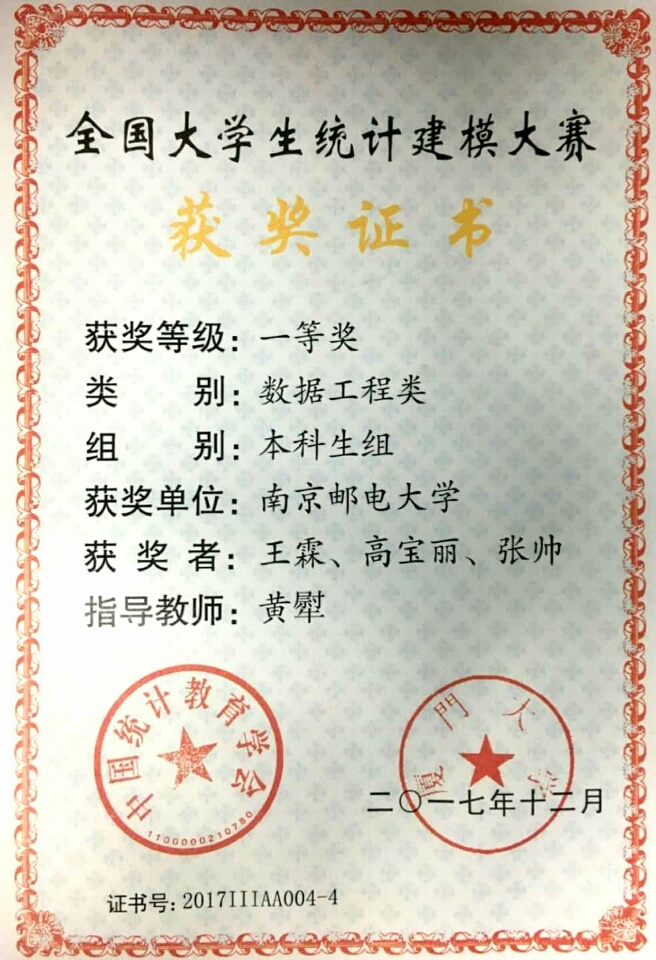 全国大学生统计建模大赛
获奖证书
获奖等级：一等奖
类 别：数据工程类
组 别：本科生组
获奖单位：南京邮电大学
获 奖 者：王霖、高宝丽、张帅
指导教师：黄犚
中国统计教育学会
1100000210780
厦門大学
二〇一七年十二月
证书号：2017IIIAA004-4